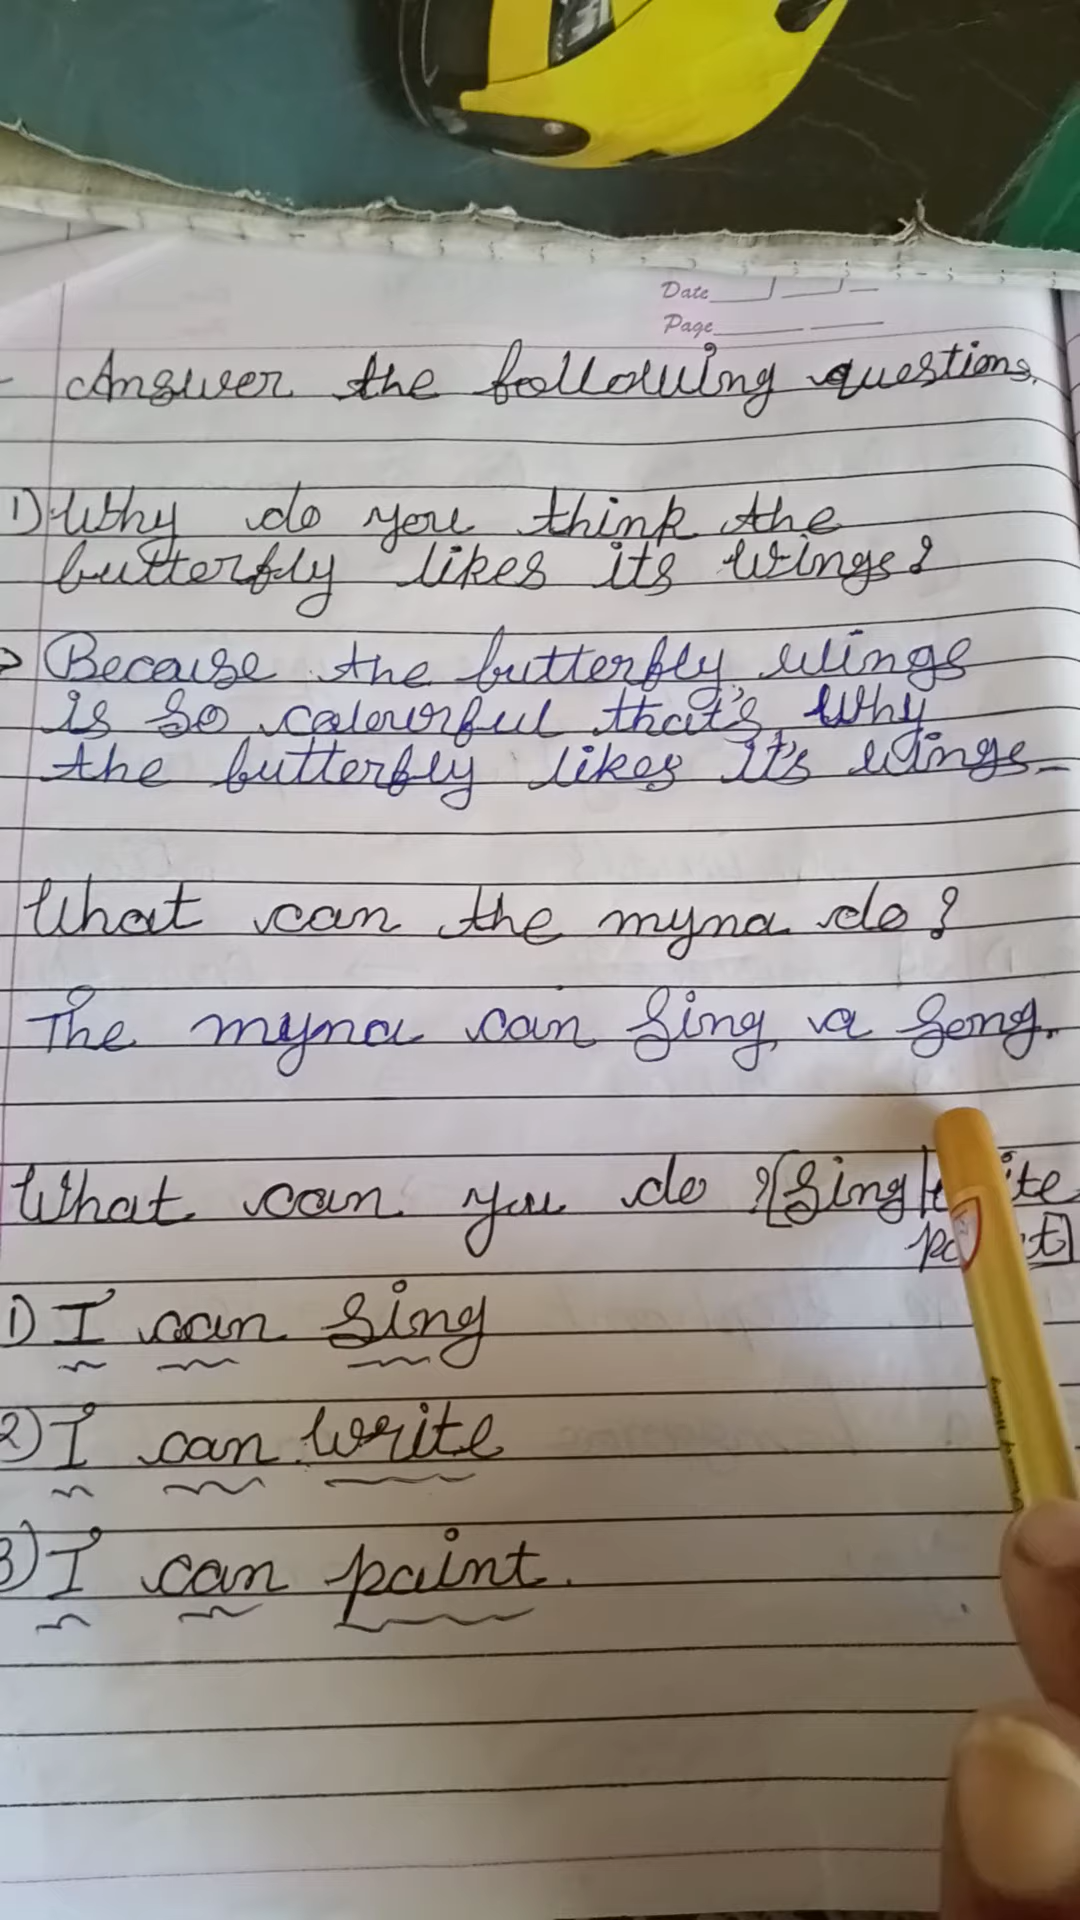 Date
Page
Answer the following questions.
1) Why do you think the
butterfly likes its wings?
Because the butterfly wings
is so colourful that's why
the butterfly likes it's wings
What can the myna do?
The myna can sing a song.
What can you do? [sing
1) I can sing
2) I can write
3) I can paint.